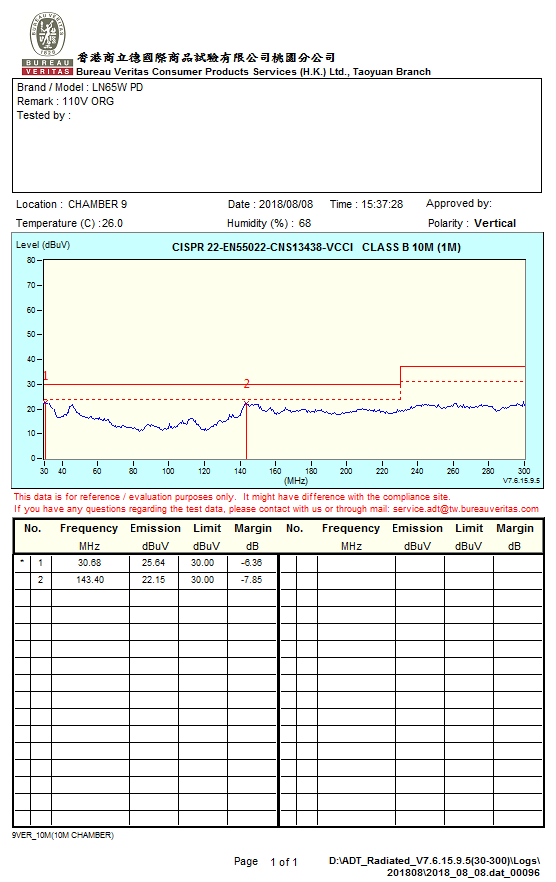 BUREAU VERITAS
1828
BUREAU
VERITAS
香港商立德國際商品試驗有限公司桃園分公司
Bureau Veritas Consumer Products Services (H.K.) Ltd., Taoyuan Branch
Brand / Model : LN65W PD
Remark : 110V ORG
Tested by :
Location : CHAMBER 9 Date : 2018/08/08 Time : 15:37:28 Approved by:
Temperature (C) :26.0 Humidity (%) : 68 Polarity : Vertical
Level (dBuV) CISPR 22-EN55022-CNS13438-VCCI CLASS B 10M (1M)
80
70
60
50
40
1
2
30
20
10
0
30 40 60 80 100 120 140 160 180 200 220 240 260 280 300
(MHz) V7.6.15.9.5
This data is for reference / evaluation purposes only. It might have difference with the compliance site.
If you have any questions regarding the test data, please contact with us or through mail: service.adt@tw.bureauveritas.com
No. Frequency Emission Limit Margin No. Frequency Emission Limit Margin
MHz dBuV dBuV dB MHz dBuV dBuV dB
* 1 30.68 25.64 30.00 -6.36
2 143.40 22.15 30.00 -7.85
9VER_10M(10M CHAMBER)
Page 1 of 1 D:\ADT_Radiated_V7.6.15.9.5(30-300)\Logs\
201808\2018_08_08.dat_00096